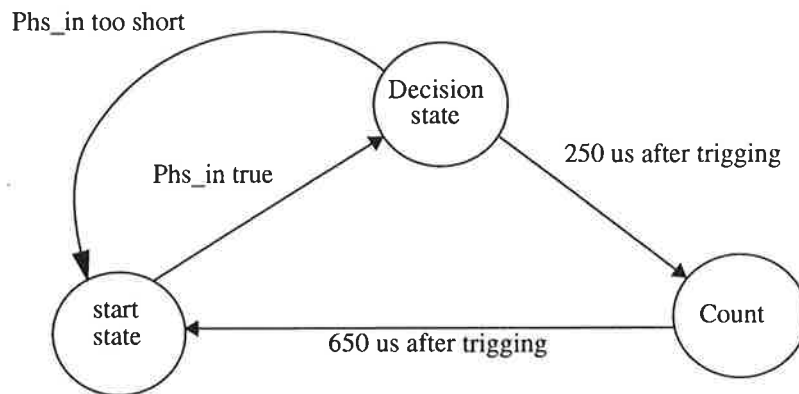 Phs_in too short
Decision
state
250 us after trigging
Phs_in true
start
state
Count
650 us after trigging